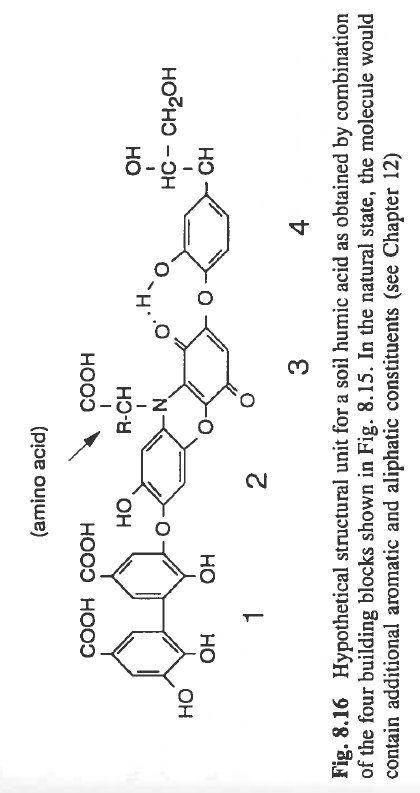 (amino acid)
COOH COOH COOH
R-CH
OH
HC - CH2OH
CH
HO
N
O
H
O
O
O
O
O
HO
OH
OH
1
2
3
4
Fig. 8.16 Hypothetical structural unit for a soil humic acid as obtained by combination
of the four building blocks shown in Fig. 8.15. In the natural state, the molecule would
contain additional aromatic and aliphatic constituents (see Chapter 12)